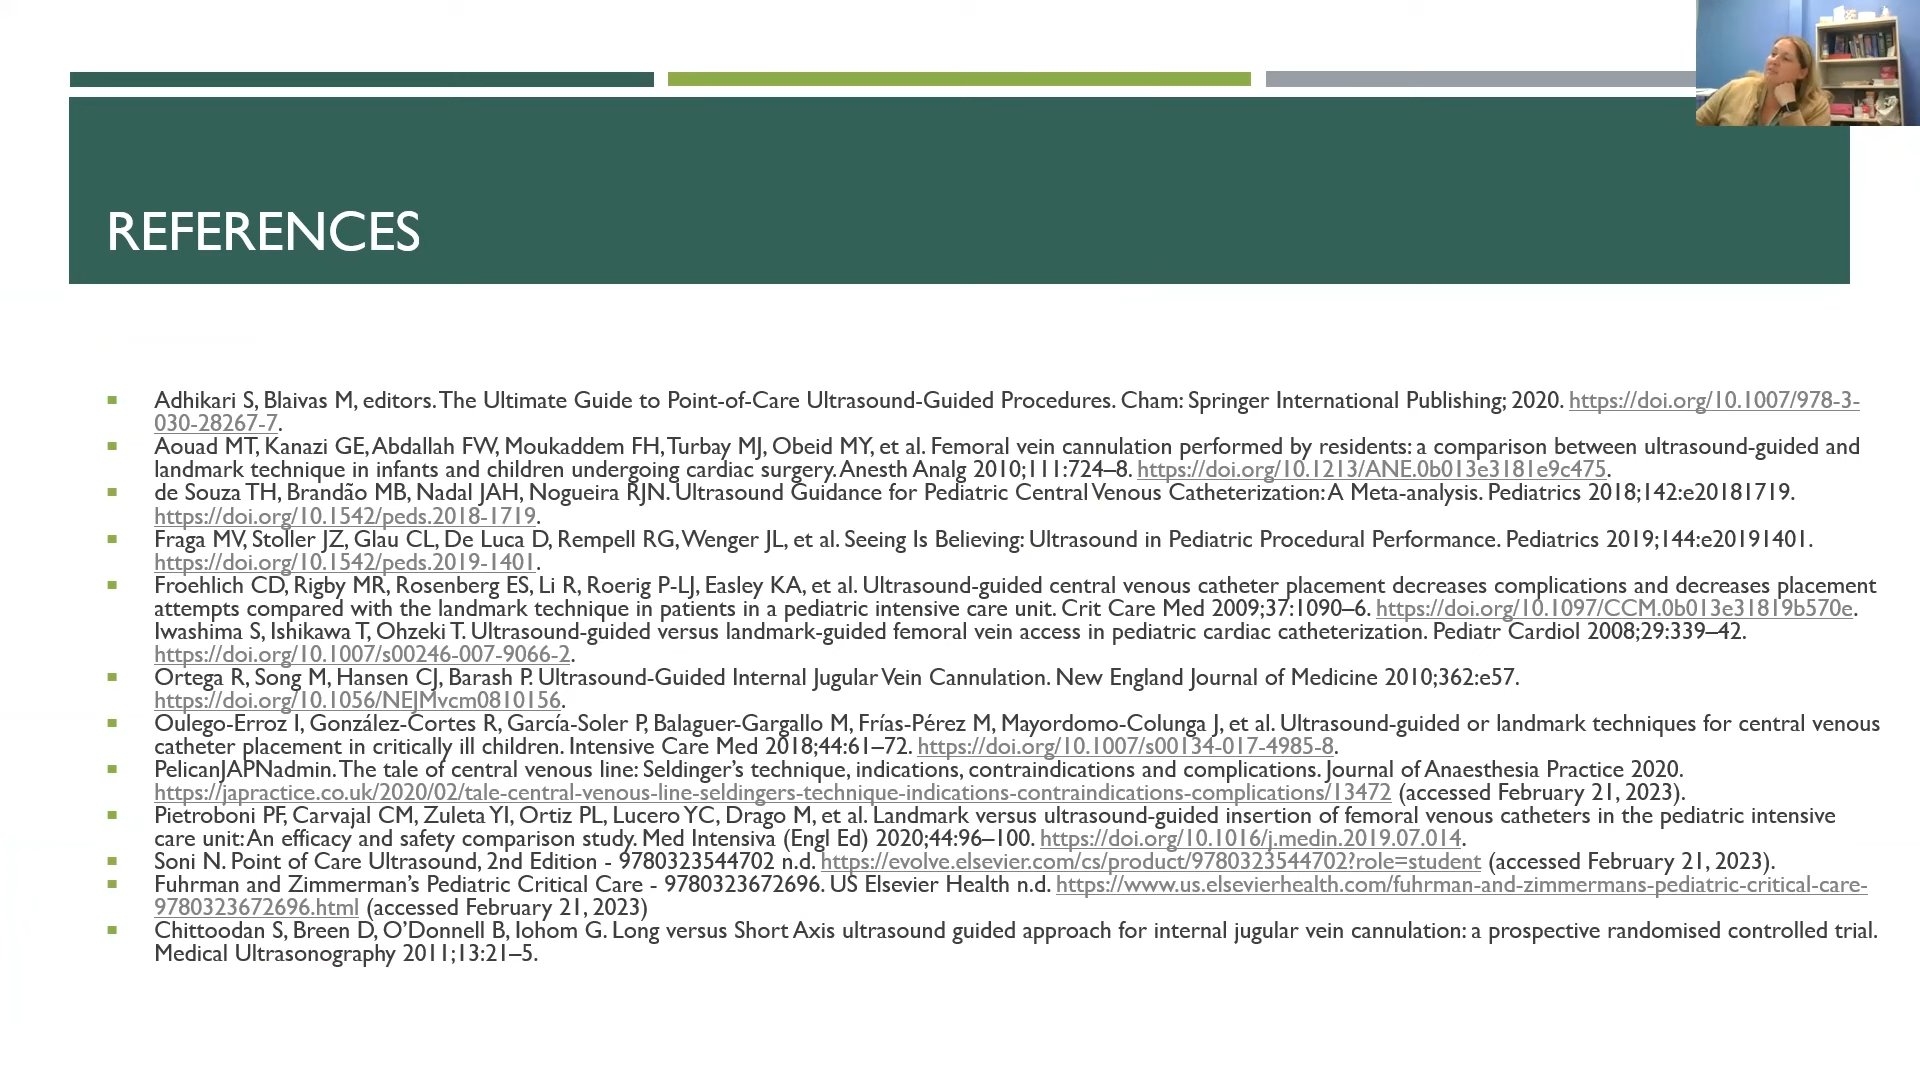 REFERENCES
Adhikari S, Blaivas M, editors. The Ultimate Guide to Point-of-Care Ultrasound-Guided Procedures. Cham: Springer International Publishing; 2020. https://doi.org/10.1007/978-3-
030-28267-7.
Aouad MT, Kanazi GE, Abdallah FW, Moukaddem FH, Turbay MJ, Obeid MY, et al. Femoral vein cannulation performed by residents: a comparison between ultrasound-guided and
landmark technique in infants and children undergoing cardiac surgery. Anesth Analg 2010;111:724–8. https://doi.org/10.1213/ANE.0b013e3181e9c475.
de Souza TH, Brandão MB, Nadal JAH, Nogueira RJN. Ultrasound Guidance for Pediatric Central Venous Catheterization: A Meta-analysis. Pediatrics 2018;142:e20181719.
https://doi.org/10.1542/peds.2018-1719.
Fraga MV, Stoller JZ, Glau CL, De Luca D, Rempell RG, Wenger JL, et al. Seeing Is Believing: Ultrasound in Pediatric Procedural Performance. Pediatrics 2019;144:e20191401.
https://doi.org/10.1542/peds.2019-1401.
Froehlich CD, Rigby MR, Rosenberg ES, Li R, Roerig P-LJ, Easley KA, et al. Ultrasound-guided central venous catheter placement decreases complications and decreases placement
attempts compared with the landmark technique in patients in a pediatric intensive care unit. Crit Care Med 2009;37:1090–6. https://doi.org/10.1097/CCM.0b013e31819b570e.
Iwashima S, Ishikawa T, Ohzeki T. Ultrasound-guided versus landmark-guided femoral vein access in pediatric cardiac catheterization. Pediatr Cardiol 2008;29:339–42.
https://doi.org/10.1007/s00246-007-9066-2.
Ortega R, Song M, Hansen CJ, Barash P. Ultrasound-Guided Internal Jugular Vein Cannulation. New England Journal of Medicine 2010;362:e57.
https://doi.org/10.1056/NEJMvcm0810156.
Oulego-Erroz I, González-Cortes R, García-Soler P, Balaguer-Gargallo M, Frías-Pérez M, Mayordomo-Colunga J, et al. Ultrasound-guided or landmark techniques for central venous
catheter placement in critically ill children. Intensive Care Med 2018;44:61–72. https://doi.org/10.1007/s00134-017-4985-8.
PelicanJAPNadmin. The tale of central venous line: Seldinger’s technique, indications, contraindications and complications. Journal of Anaesthesia Practice 2020.
https://japractice.co.uk/2020/02/tale-central-venous-line-seldingers-technique-indications-contraindications-complications/13472 (accessed February 21, 2023).
Pietroboni PF, Carvajal CM, Zuleta YI, Ortiz PL, Lucero YC, Drago M, et al. Landmark versus ultrasound-guided insertion of femoral venous catheters in the pediatric intensive
care unit: An efficacy and safety comparison study. Med Intensiva (Engl Ed) 2020;44:96–100. https://doi.org/10.1016/j.medin.2019.07.014.
Soni N. Point of Care Ultrasound, 2nd Edition - 9780323544702 n.d. https://evolve.elsevier.com/cs/product/9780323544702?role=student (accessed February 21, 2023).
Fuhrman and Zimmerman’s Pediatric Critical Care - 9780323672696. US Elsevier Health n.d. https://www.us.elsevierhealth.com/fuhrman-and-zimmermans-pediatric-critical-care-
9780323672696.html (accessed February 21, 2023)
Chittoodan S, Breen D, O’Donnell B, Iohom G. Long versus Short Axis ultrasound guided approach for internal jugular vein cannulation: a prospective randomised controlled trial.
Medical Ultrasonography 2011;13:21–5.